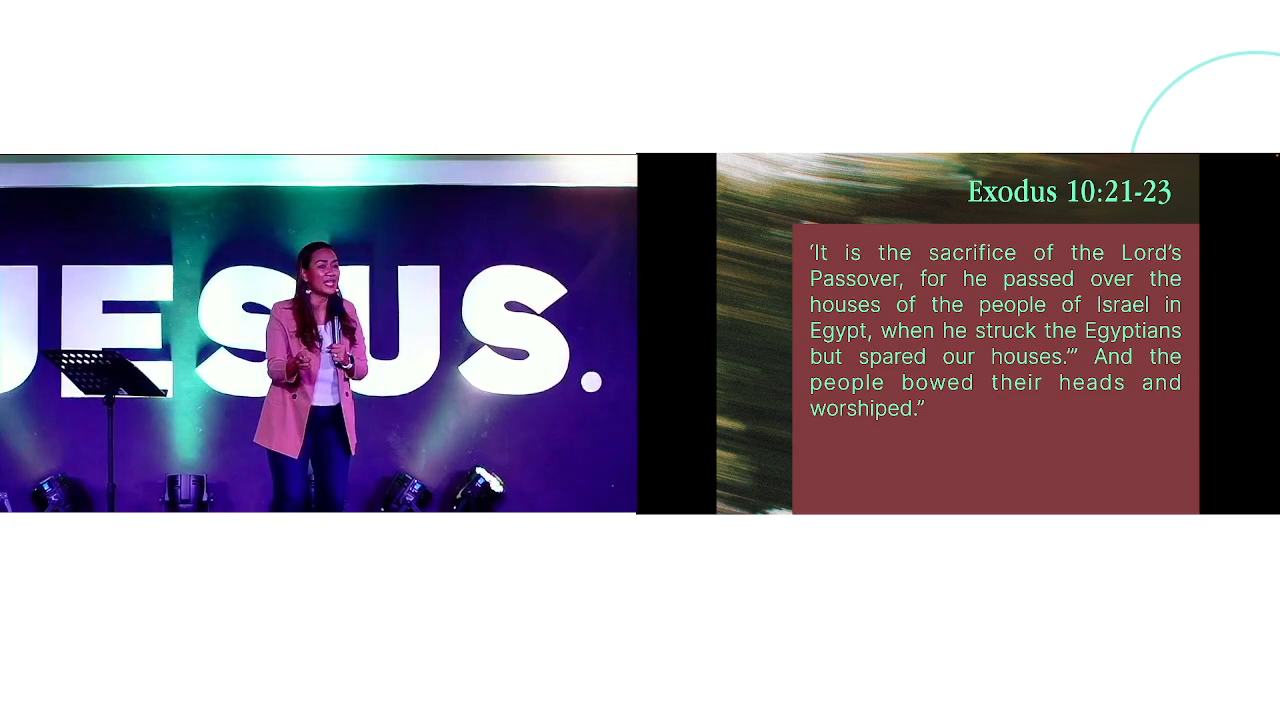 JESUS.
Exodus 10:21-23
‘It is the sacrifice of the Lord’s
Passover, for he passed over the
houses of the people of Israel in
Egypt, when he struck the Egyptians
but spared our houses.’” And the
people bowed their heads and
worshiped.”